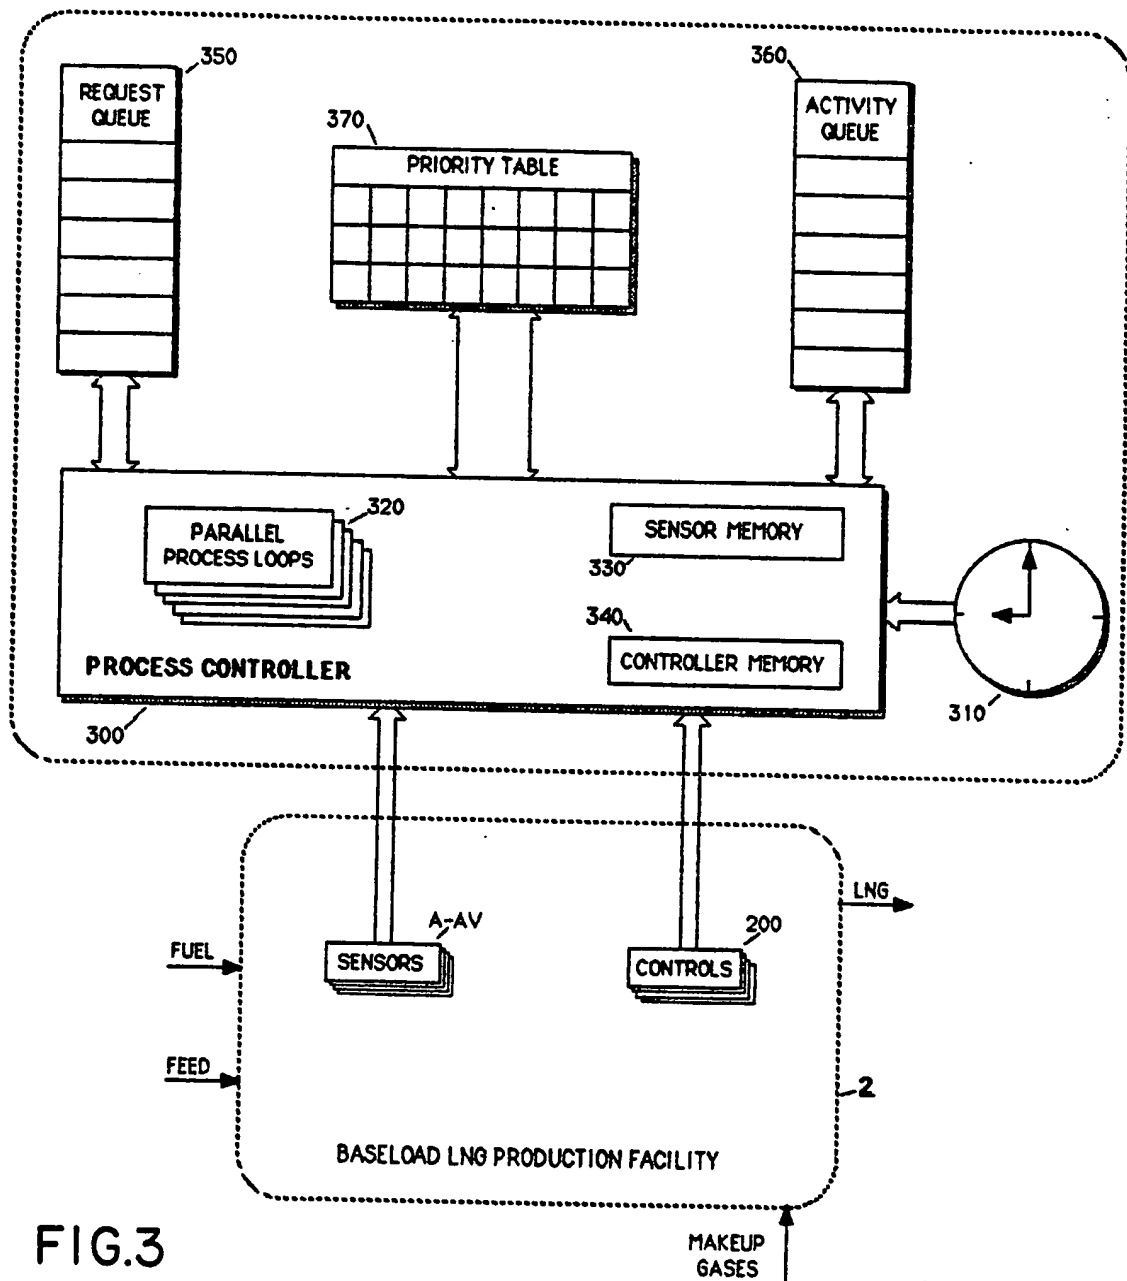 350
REQUEST
QUEUE
370
PRIORITY TABLE
360
ACTIVITY
QUEUE
320
PARALLEL
PROCESS LOOPS
SENSOR MEMORY
330
340
CONTROLLER MEMORY
PROCESS CONTROLLER
300
310
A-AV
SENSORS
200
CONTROLS
LNG
FUEL
FEED
2
BASELOAD LNG PRODUCTION FACILITY
FIG.3
MAKEUP
GASES